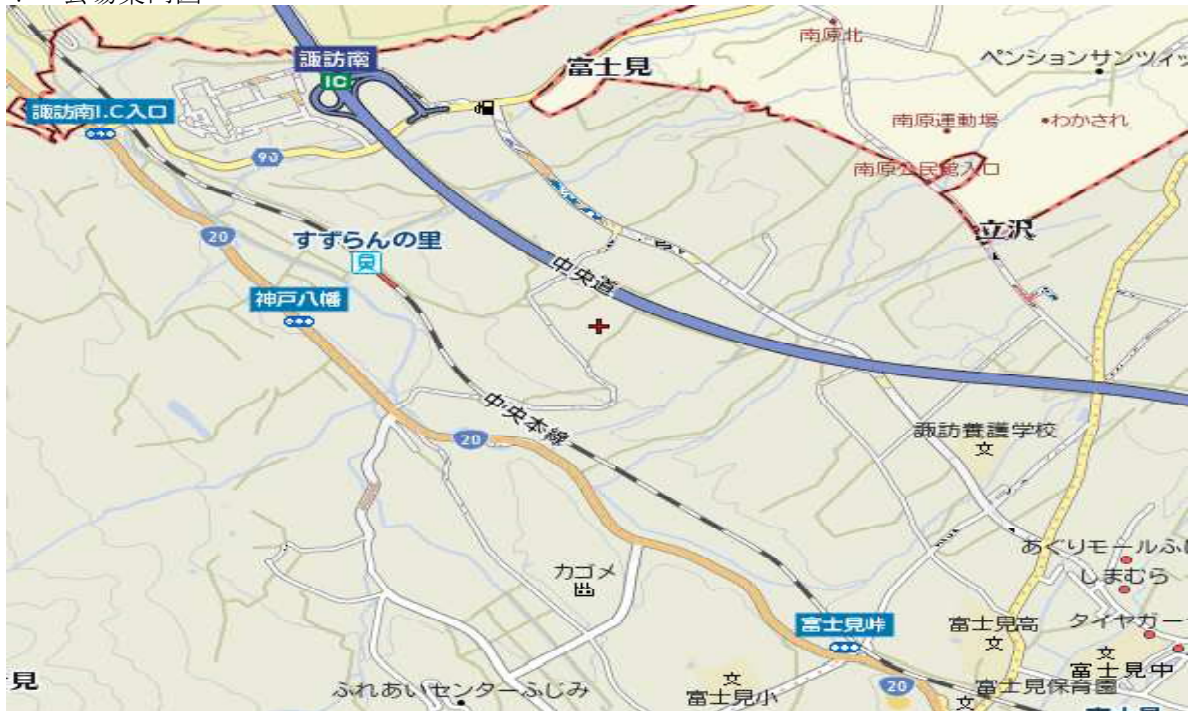 諏訪南
IC
富士見
南原北
ペンションサンツイッ
諏訪南I.C入口
南原運動場
わかされ
90
南原公民館入口
20
すずらんの里
立沢
中央道
神戸八幡
中央本線
20
諏訪養護学校
文
あぐりモールふじ
カゴメ
しまむら
富士見峠
富士見高
文
タイヤガー
文
富士見中
見
ふれあいセンターふじみ
文
富士見小
20
富士見保育園
文